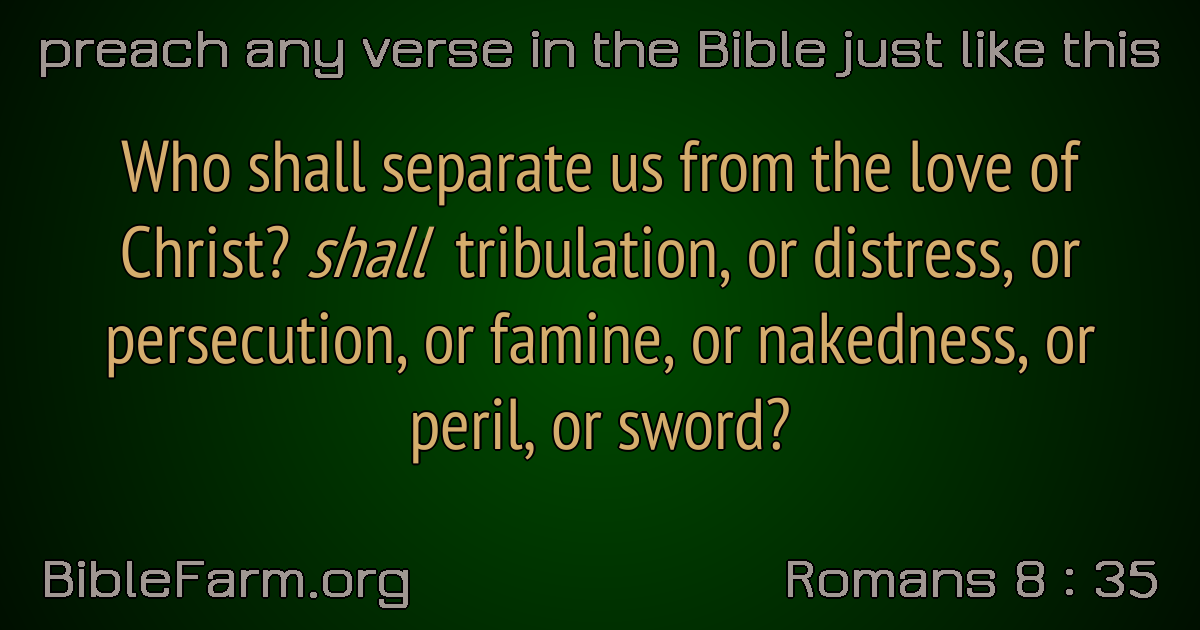 preach any verse in the Bible just like this
Who shall separate us from the love of
Christ? shall tribulation, or distress, or
persecution, or famine, or nakedness, or
peril, or sword?
BibleFarm.org
Romans 8 : 35